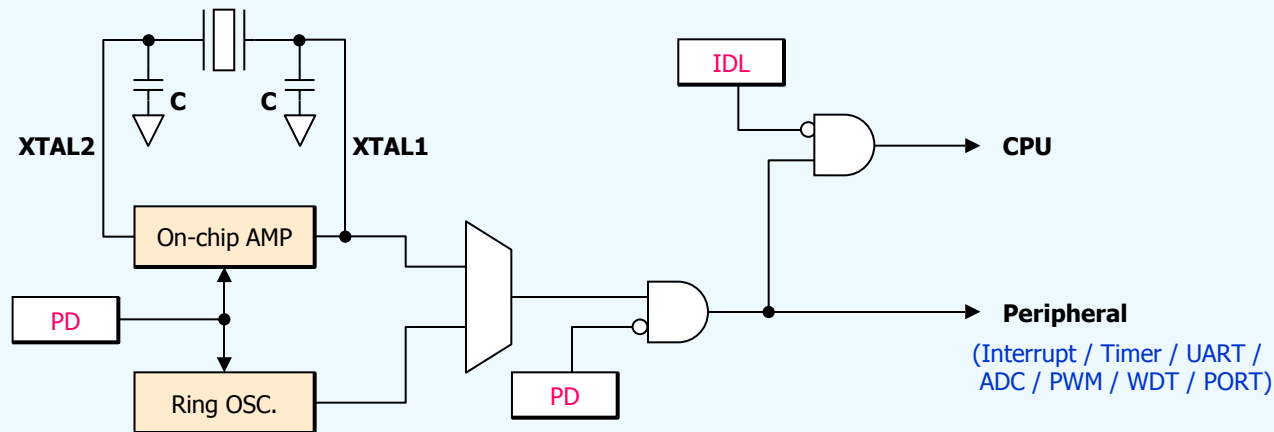 C
C
XTAL2
XTAL1
IDL
CPU
On-chip AMP
PD
Ring OSC.
PD
Peripheral
(Interrupt / Timer / UART /
ADC / PWM / WDT / PORT)